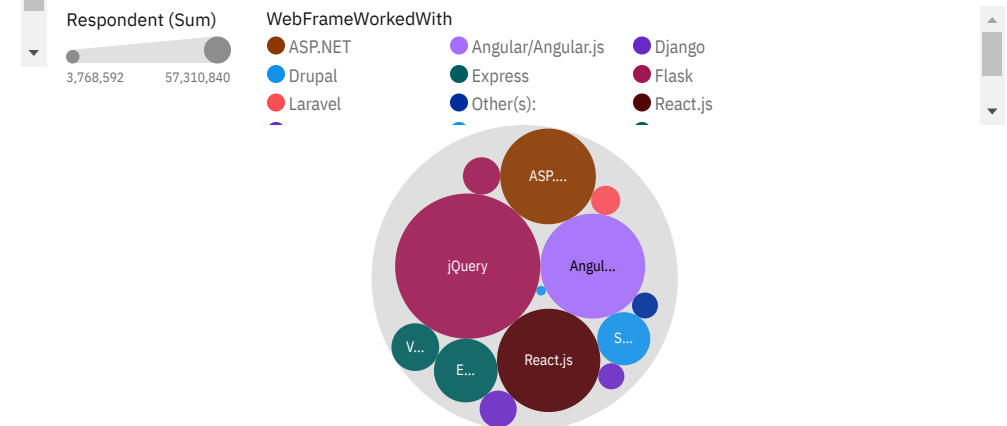 Respondent (Sum)
3,768,592 57,310,840
WebFrameWorkedWith
ASP.NET Angular/Angular.js Django
Drupal Express Flask
Laravel Other(s): React.js
ASP....
jQuery
Angul...
S...
V...
E...
React.js